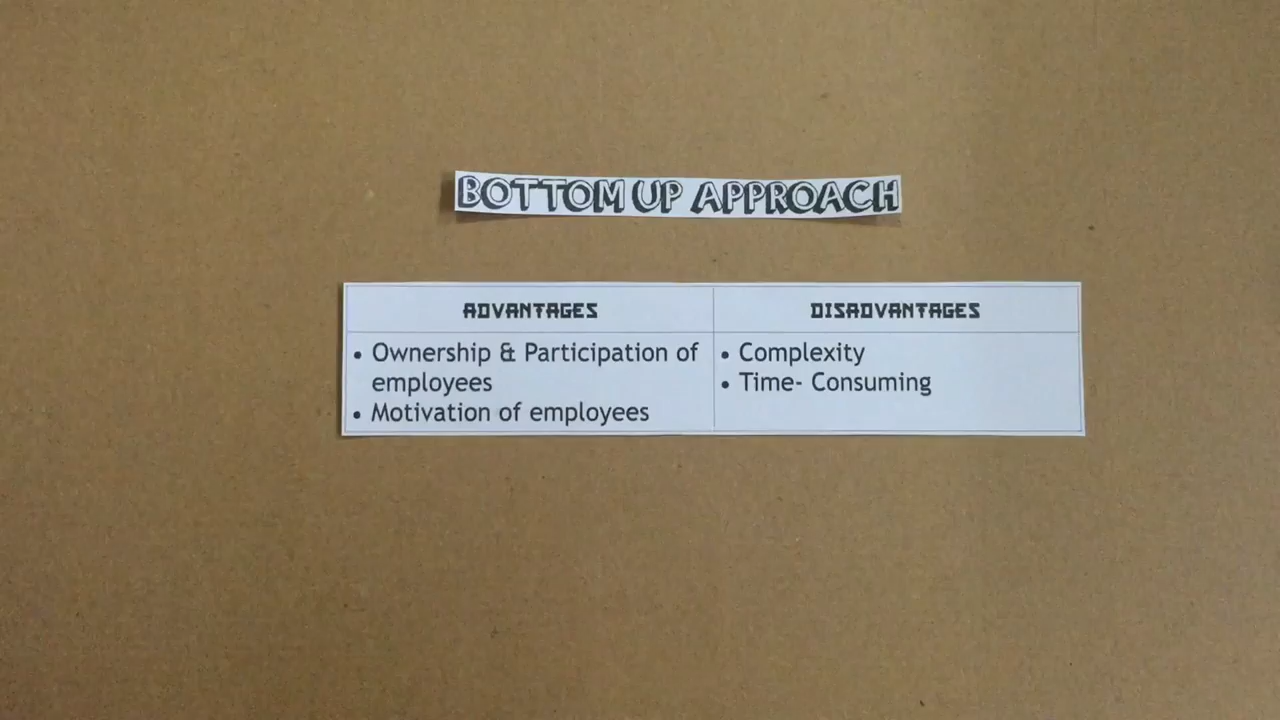 BOTTOM UP APPROACH
ADVANTAGES
DISADVANTAGES
• Ownership & Participation of
employees
• Motivation of employees
• Complexity
• Time- Consuming